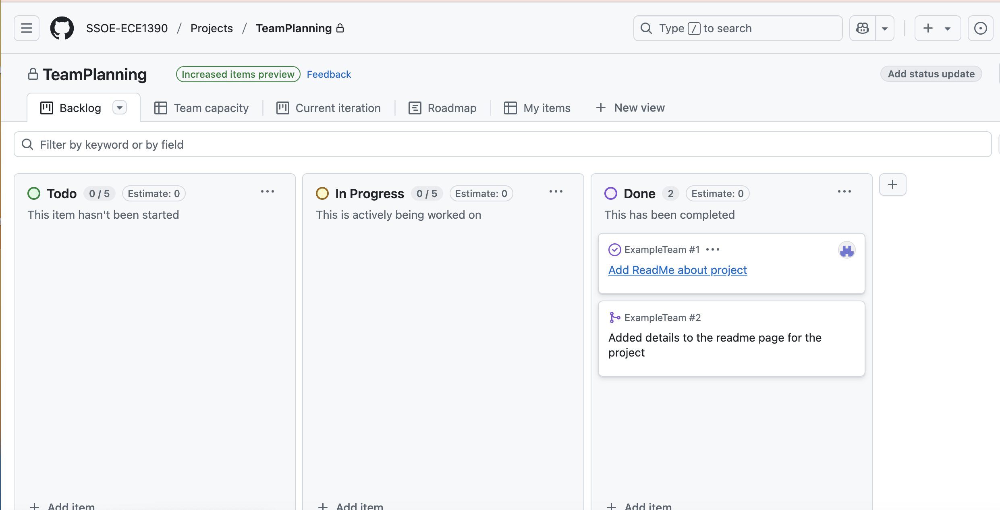 SSOE-ECE1390 / Projects / TeamPlanning
Type / to search
TeamPlanning
Increased items preview
Feedback
Add status update
Backlog
Team capacity
Current iteration
Roadmap
My items
+ New view
Filter by keyword or by field
Todo 0 / 5 Estimate: 0 ...
This item hasn't been started
+ Add item
In Progress 0 / 5 Estimate: 0 ...
This is actively being worked on
+ Add item
Done 2 Estimate: 0 ...
This has been completed
ExampleTeam #1 ...
Add ReadMe about project
ExampleTeam #2
Added details to the readme page for the
project
+ Add item